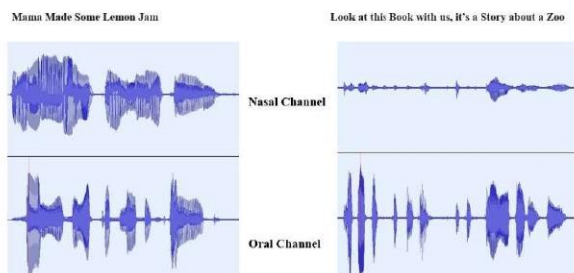 Mama Made Some Lemon Jam
Look at this Book with us, it's a Story about a Zoo
Nasal Channel
Oral Channel